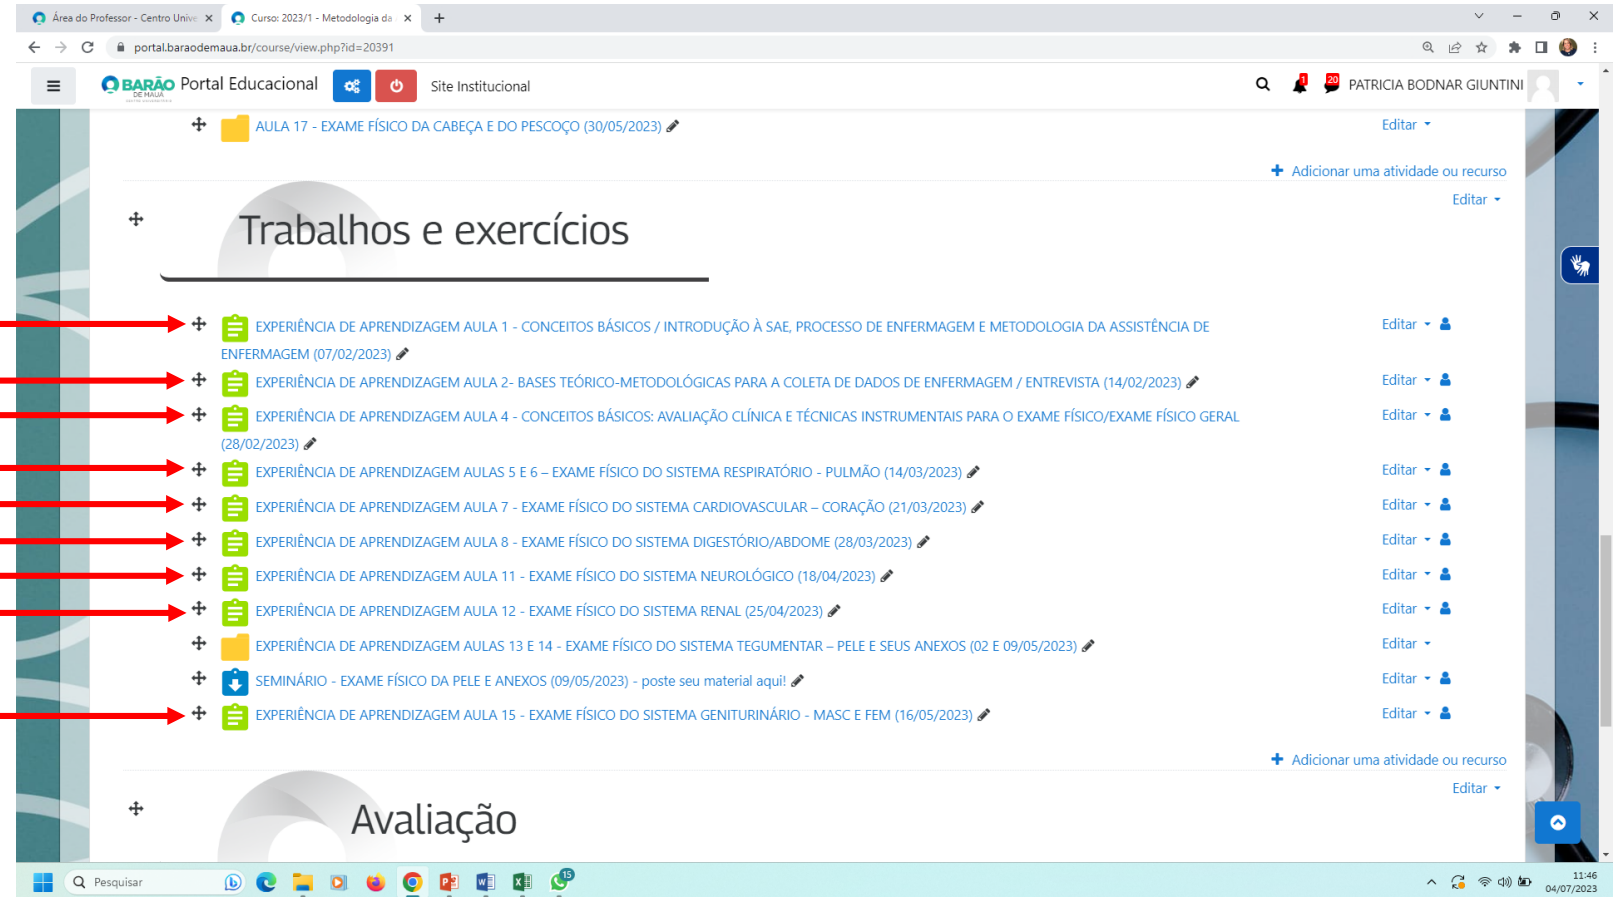 Área do Professor - Centro Unive
Curso: 2023/1 - Metodologia da
portal.baraodemaua.br/course/view.php?id=20391
BARÃO
DE MAUÁ
Portal Educacional
Site Institucional
1
20
PATRICIA BODNAR GIUNTINI
AULA 17 - EXAME FÍSICO DA CABEÇA E DO PESCOÇO (30/05/2023)
Editar
Adicionar uma atividade ou recurso
Editar
Trabalhos e exercícios
EXPERIÊNCIA DE APRENDIZAGEM AULA 1 - CONCEITOS BÁSICOS / INTRODUÇÃO À SAE, PROCESSO DE ENFERMAGEM E METODOLOGIA DA ASSISTÊNCIA DE
Editar
ENFERMAGEM (07/02/2023)
EXPERIÊNCIA DE APRENDIZAGEM AULA 2- BASES TEÓRICO-METODOLÓGICAS PARA A COLETA DE DADOS DE ENFERMAGEM / ENTREVISTA (14/02/2023)
Editar
EXPERIÊNCIA DE APRENDIZAGEM AULA 4 - CONCEITOS BÁSICOS: AVALIAÇÃO CLÍNICA E TÉCNICAS INSTRUMENTAIS PARA O EXAME FÍSICO/EXAME FÍSICO GERAL
Editar
(28/02/2023)
EXPERIÊNCIA DE APRENDIZAGEM AULAS 5 E 6 – EXAME FÍSICO DO SISTEMA RESPIRATÓRIO - PULMÃO (14/03/2023)
Editar
EXPERIÊNCIA DE APRENDIZAGEM AULA 7 - EXAME FÍSICO DO SISTEMA CARDIOVASCULAR – CORAÇÃO (21/03/2023)
Editar
EXPERIÊNCIA DE APRENDIZAGEM AULA 8 - EXAME FÍSICO DO SISTEMA DIGESTÓRIO/ABDOME (28/03/2023)
Editar
EXPERIÊNCIA DE APRENDIZAGEM AULA 11 - EXAME FÍSICO DO SISTEMA NEUROLÓGICO (18/04/2023)
Editar
EXPERIÊNCIA DE APRENDIZAGEM AULA 12 - EXAME FÍSICO DO SISTEMA RENAL (25/04/2023)
Editar
EXPERIÊNCIA DE APRENDIZAGEM AULAS 13 E 14 - EXAME FÍSICO DO SISTEMA TEGUMENTAR – PELE E SEUS ANEXOS (02 E 09/05/2023)
Editar
SEMINÁRIO - EXAME FÍSICO DA PELE E ANEXOS (09/05/2023) - poste seu material aqui!
Editar
EXPERIÊNCIA DE APRENDIZAGEM AULA 15 - EXAME FÍSICO DO SISTEMA GENITURINÁRIO - MASC E FEM (16/05/2023)
Editar
Adicionar uma atividade ou recurso
Editar
Avaliação
Pesquisar
15
11:46
04/07/2023